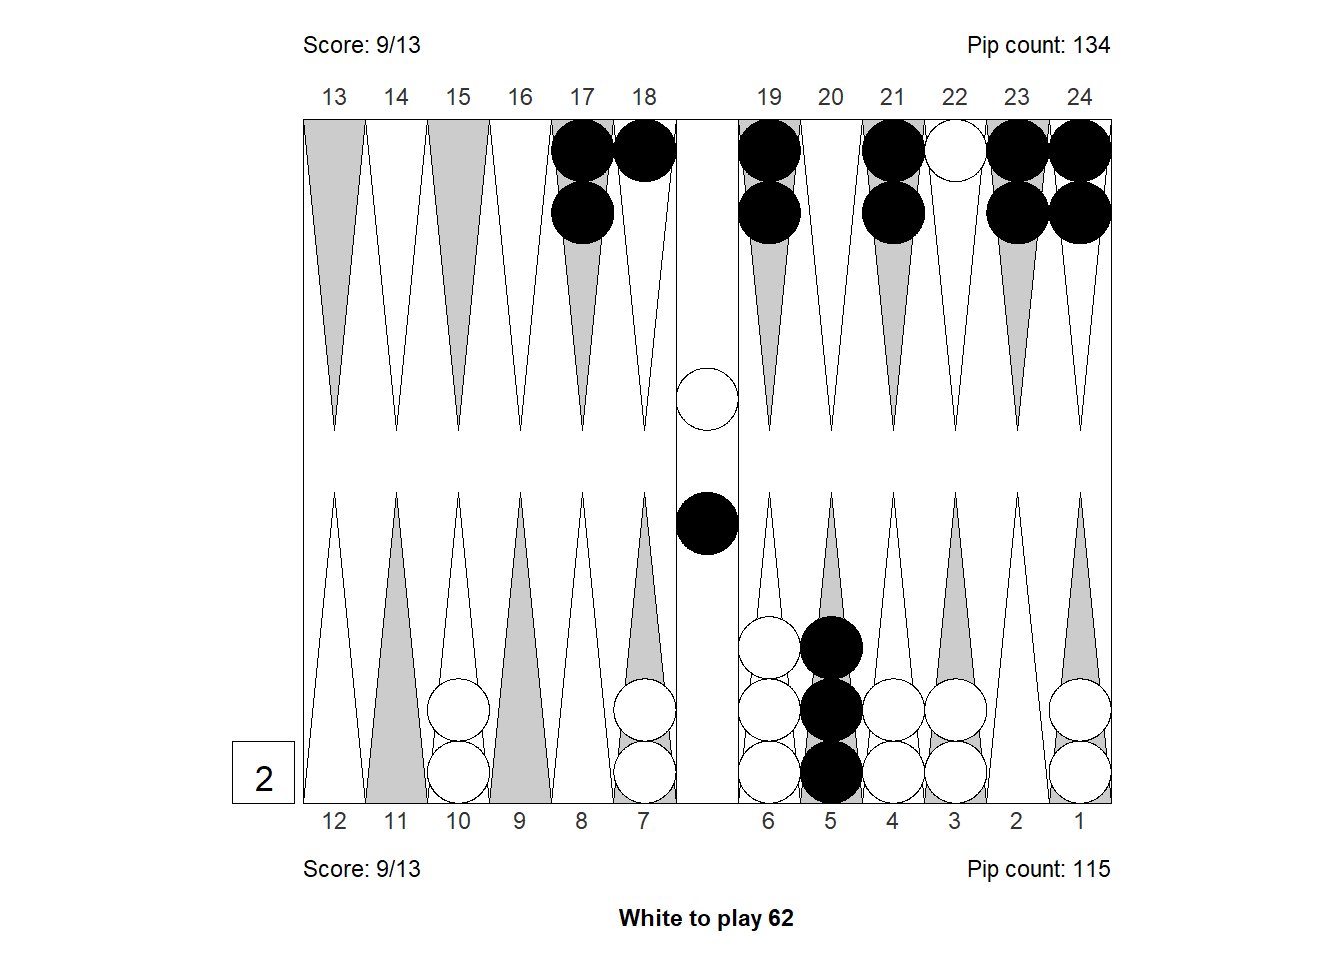 Score: 9/13 Pip count: 134
13 14 15 16 17 18 19 20 21 22 23 24
2
12 11 10 9 8 7 6 5 4 3 2 1
Score: 9/13 Pip count: 115
White to play 62